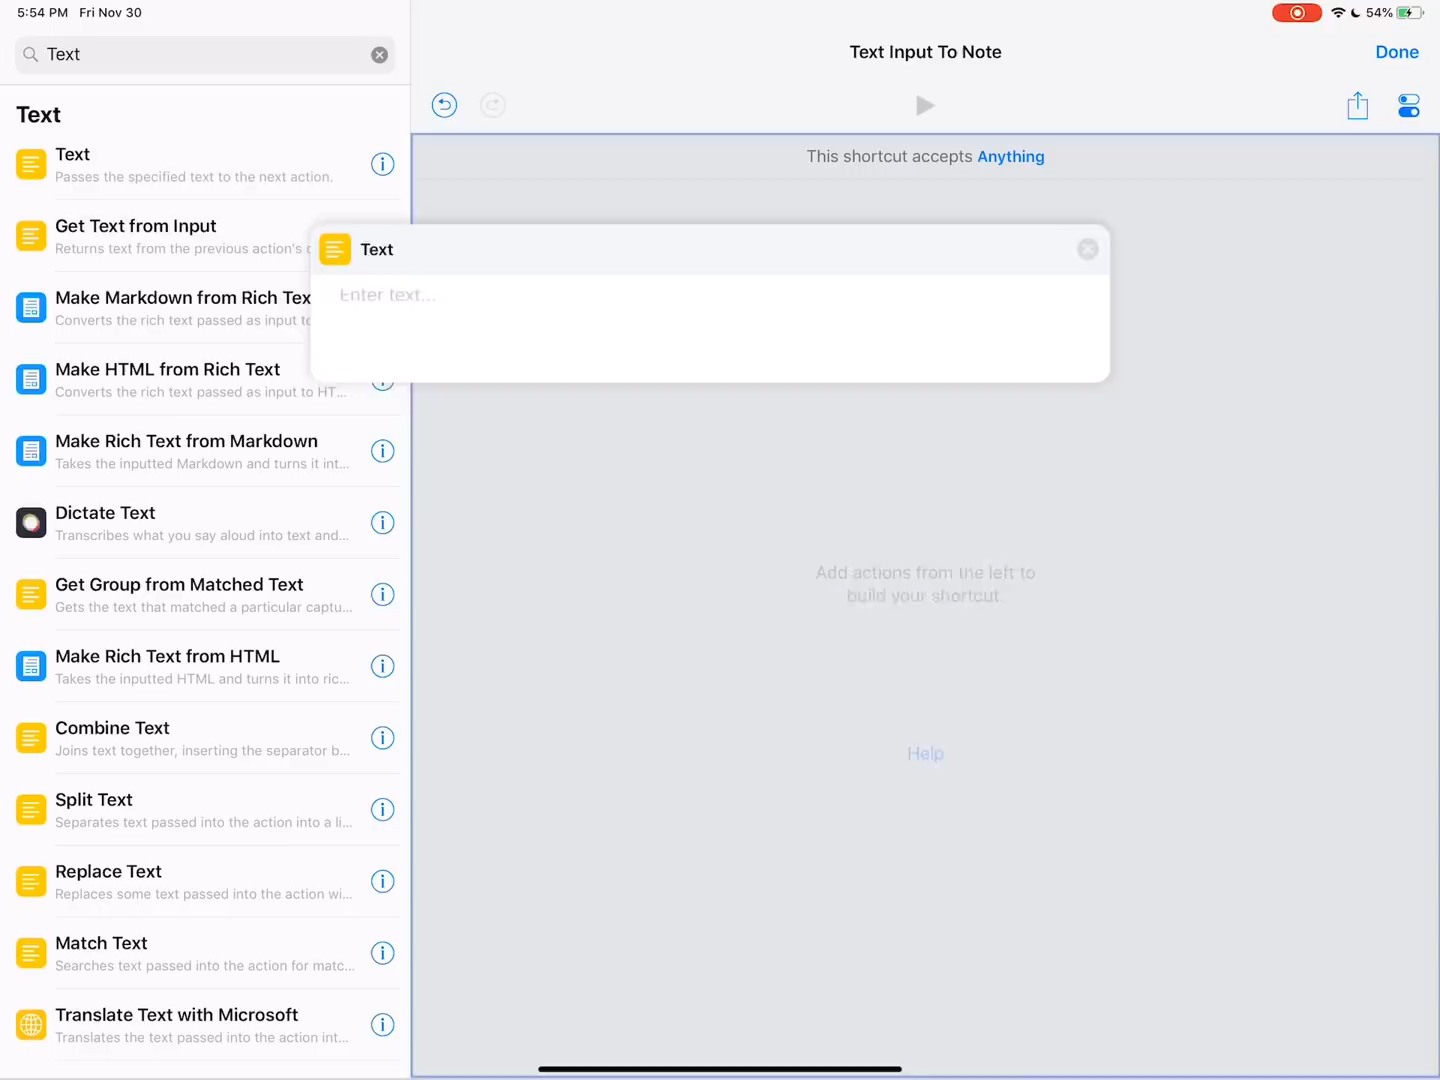 5:54 PM Fri Nov 30
54%
Text
Text Input To Note
Done
Text
This shortcut accepts Anything
Text
Passes the specified text to the next action.
Get Text from Input
Returns text from the previous action's
Text
Enter text...
Make Markdown from Rich Tex
Converts the rich text passed as input to
Make HTML from Rich Text
Converts the rich text passed as input to HT...
Make Rich Text from Markdown
Takes the inputted Markdown and turns it int...
Dictate Text
Transcribes what you say aloud into text and...
Add actions from the left to
build your shortcut.
Get Group from Matched Text
Gets the text that matched a particular captu...
Make Rich Text from HTML
Takes the inputted HTML and turns it into ric...
Combine Text
Joins text together, inserting the separator b...
Help
Split Text
Separates text passed into the action into a li...
Replace Text
Replaces some text passed into the action wi...
Match Text
Searches text passed into the action for matc...
Translate Text with Microsoft
Translates the text passed into the action int...